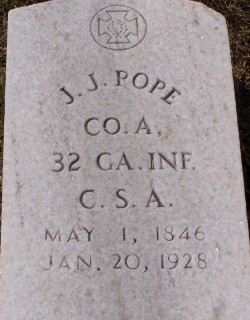 J. J. POPE
CO. A.
32 GA. INF.
C. S. A.
MAY 1, 1846
JAN. 20, 1928